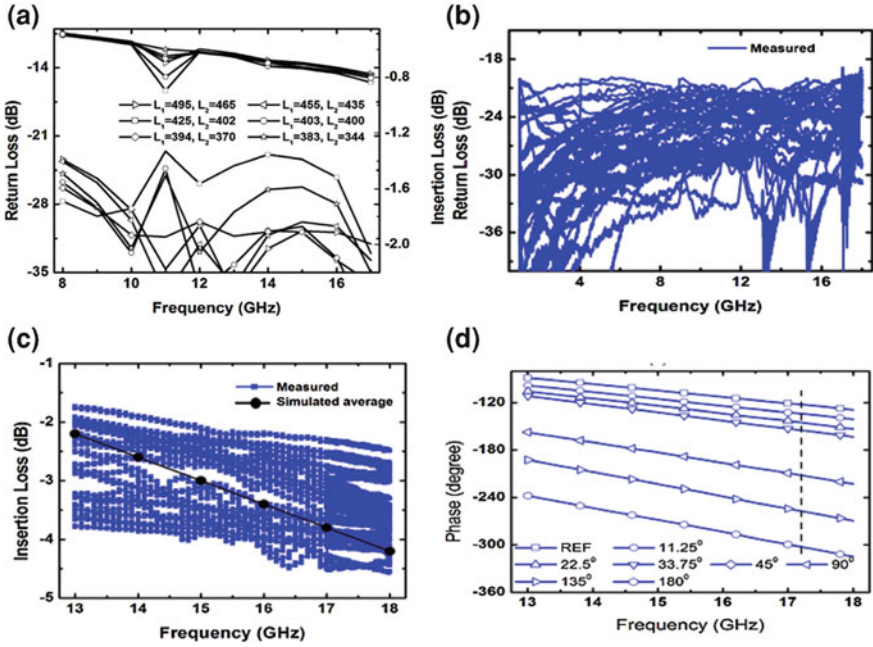 (a)
Return Loss (dB)
-14
-21
-28
-35
-0.8
-1.2
-1.6
-2.0
L1=495, L2=465
L1=455, L2=435
L1=425, L2=402
L1=403, L2=400
L1=394, L2=370
L1=383, L2=344
8
10
12
14
16
Frequency (GHz)
(b)
Insertion Loss (dB)
Return Loss (dB)
-18
-24
-30
-36
Measured
4
8
12
16
Frequency (GHz)
(c)
Insertion Loss (dB)
-1
-2
-3
-4
-5
Measured
Simulated average
13
14
15
16
17
18
Frequency (GHz)
(d)
Phase (degree)
-120
-180
-240
-300
-360
REF
11.25°
22.5°
33.75°
45°
90°
135°
180°
13
14
15
16
17
18
Frequency (GHz)